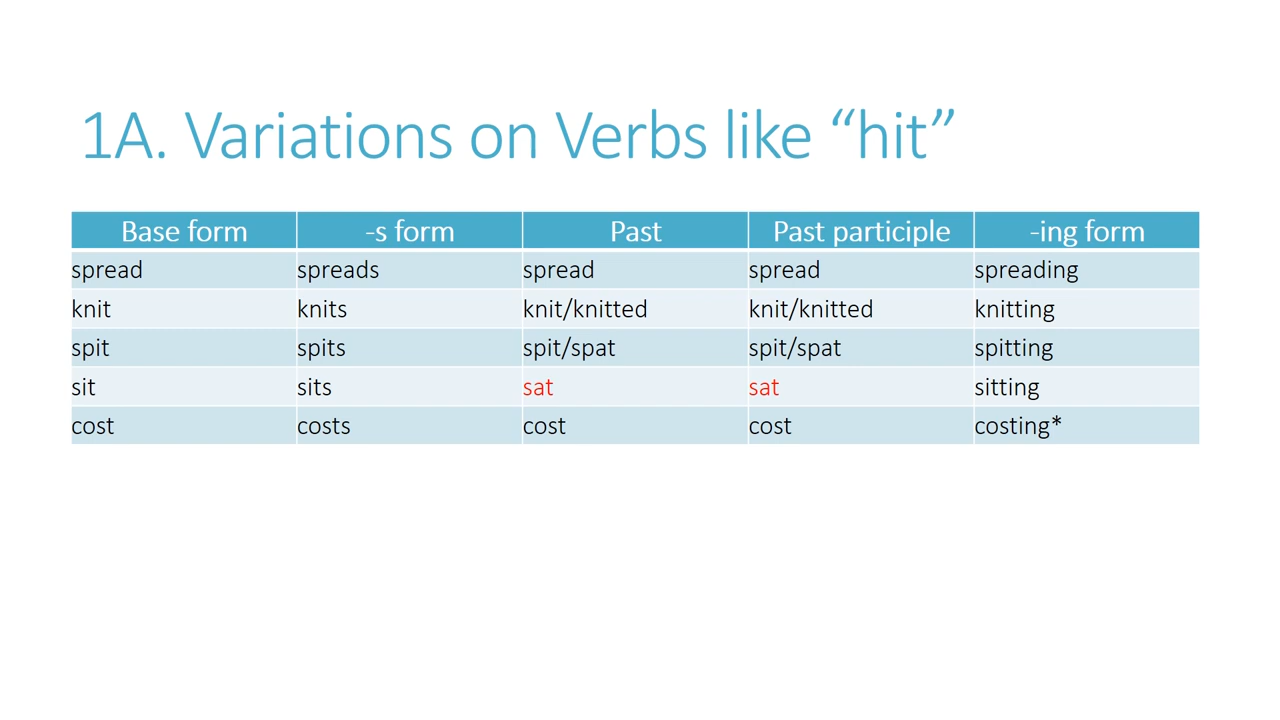 1A. Variations on Verbs like “hit”
Base form -s form Past Past participle -ing form
spread spreads spread spread spreading
knit knits knit/knitted knit/knitted knitting
spit spits spit/spat spit/spat spitting
sit sits sat sat sitting
cost costs cost cost costing*